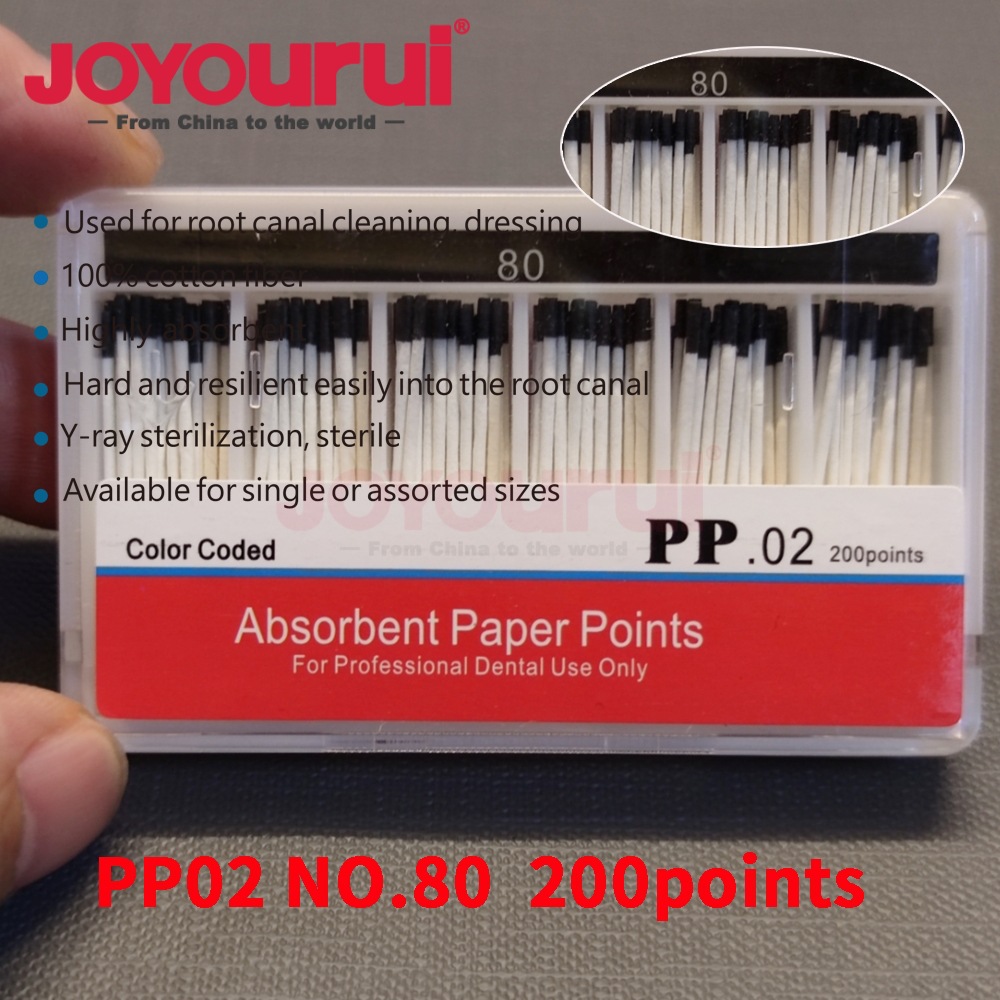 JOYOURUI®
— From China to the world —
80
• Used for root canal cleaning, dressing
80
• 100% cotton fiber
• Highly absorbent
• Hard and resilient easily into the root canal
• Y-ray sterilization, sterile
• Available for single or assorted sizes
JOYOURUI®
— From China to the world —
Color Coded
PP.02 200points
Absorbent Paper Points
For Professional Dental Use Only
PP02 NO.80 200points